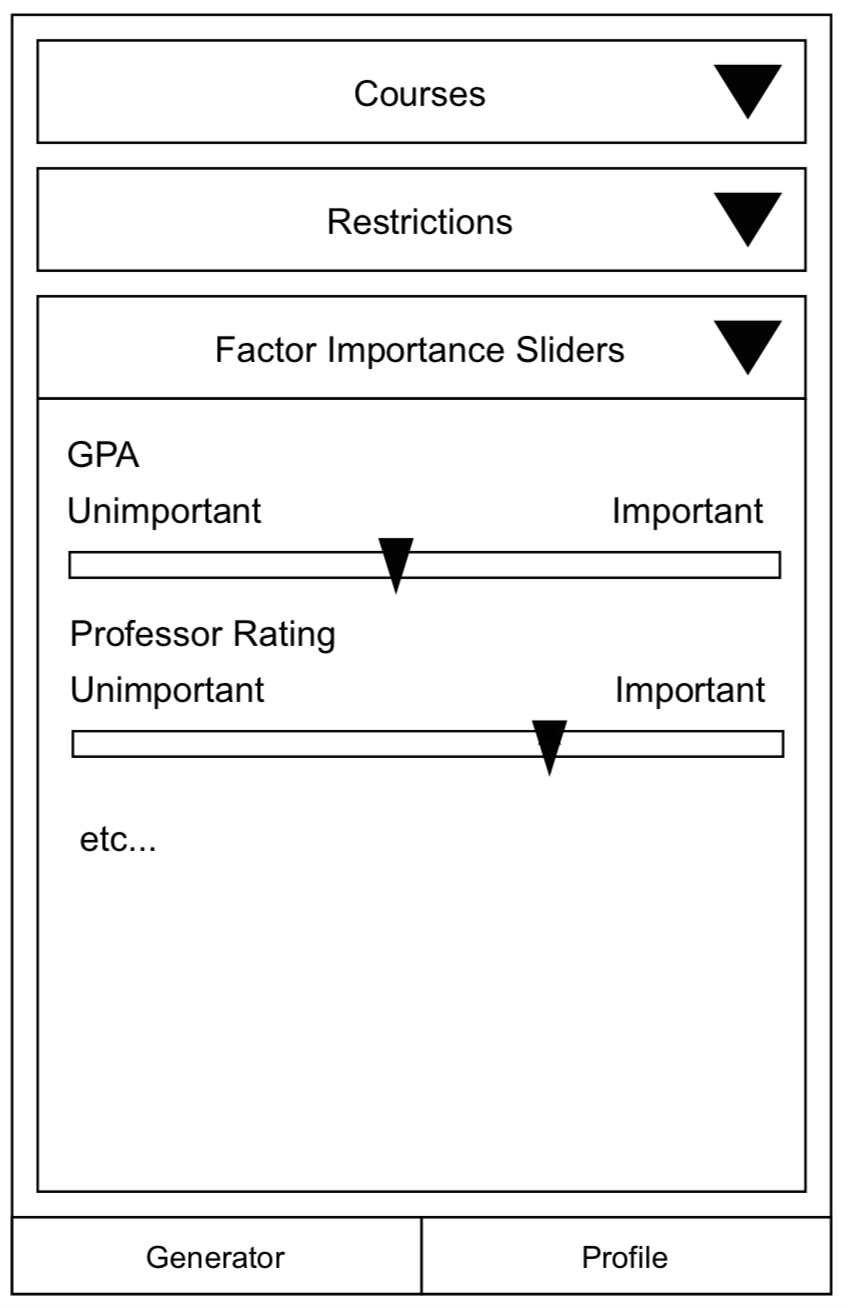 Courses
Restrictions
Factor Importance Sliders
GPA
Unimportant Important
Professor Rating
Unimportant Important
etc...
Generator Profile